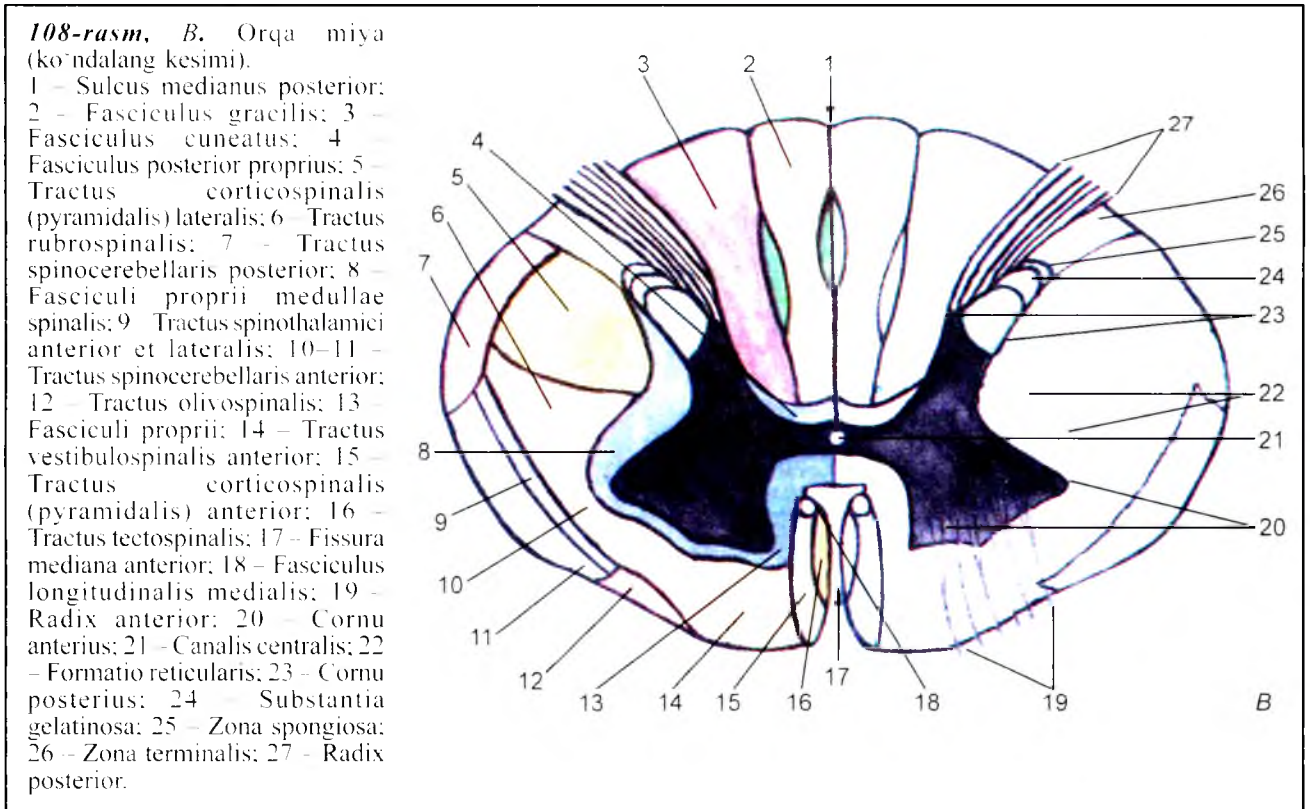 108-rasm, B. Orqa miya
(ko‘ndalang kesimi).
1 – Sulcus medianus posterior;
2 – Fasciculus gracilis; 3 –
Fasciculus cuneatus; 4
Fasciculus posterior proprius; 5 –
Tractus corticospinalis
(pyramidalis) lateralis; 6 – Tractus
rubrospinalis; 7 – Tractus
spinocerebellaris posterior; 8 –
Fasciculi proprii medullae
spinalis; 9 – Tractus spinothalamici
anterior et lateralis; 10–11 –
Tractus spinocerebellaris anterior;
12 – Tractus olivospinalis; 13 –
Fasciculi proprii; 14 – Tractus
vestibulospinalis anterior; 15 –
Tractus corticospinalis
(pyramidalis) anterior; 16 –
Tractus tectospinalis; 17 – Fissura
mediana anterior; 18 – Fasciculus
longitudinalis medialis; 19 –
Radix anterior; 20 – Cornu
anterius; 21 – Canalis centralis; 22
– Formatio reticularis; 23 – Cornu
posterius; 24 – Substantia
gelatinosa; 25 – Zona spongiosa;
26 – Zona terminalis; 27 – Radix
posterior.
3 2 1
27
4
5
26
6
25
24
7
23
22
8
21
9
20
10
11
12
13 14 15 16 17 18 19
B